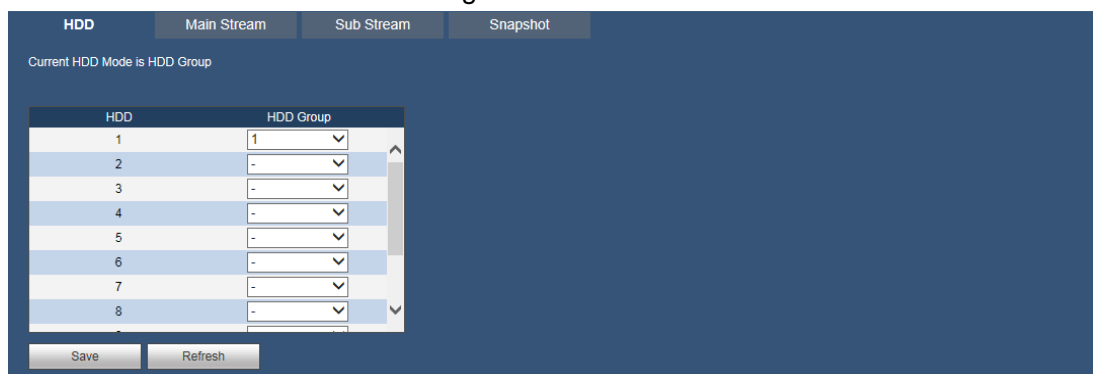 HDD Main Stream Sub Stream Snapshot
Current HDD Mode is HDD Group
HDD HDD Group
1 1
2 -
3 -
4 -
5 -
6 -
7 -
8 -
Save Refresh